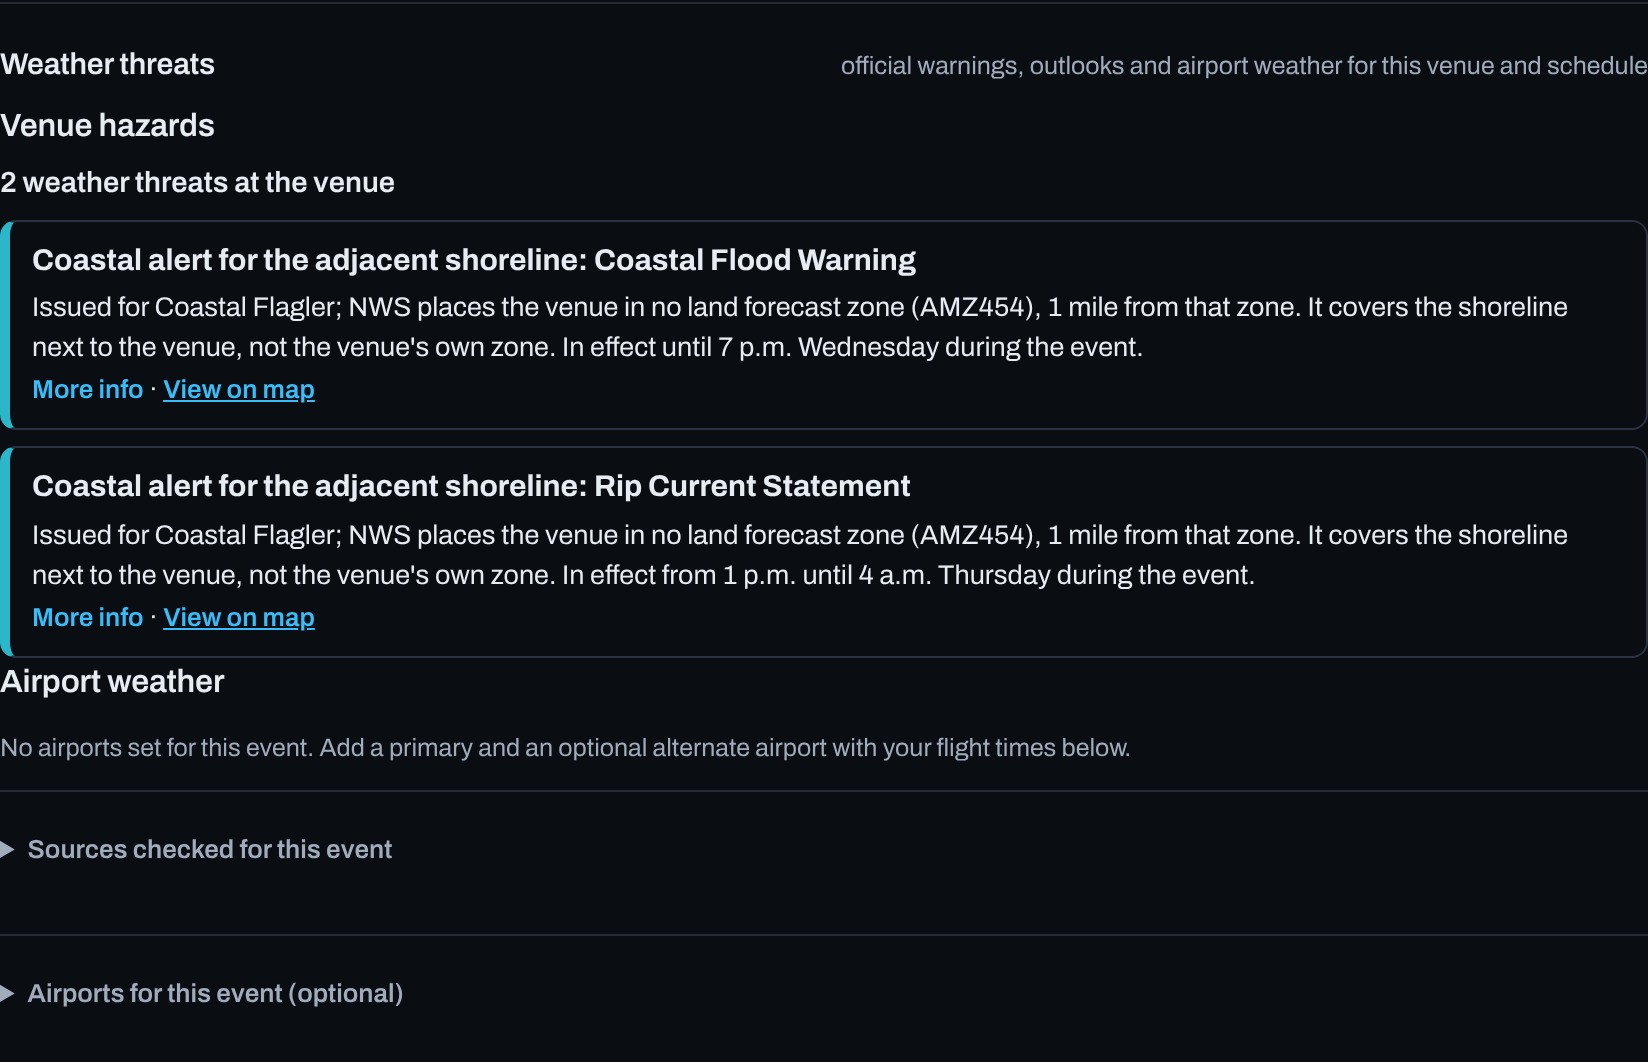 Weather threats
official warnings, outlooks and airport weather for this venue and schedule
Venue hazards
2 weather threats at the venue
Coastal alert for the adjacent shoreline: Coastal Flood Warning
Issued for Coastal Flagler; NWS places the venue in no land forecast zone (AMZ454), 1 mile from that zone. It covers the shoreline
next to the venue, not the venue's own zone. In effect until 7 p.m. Wednesday during the event.
More info · View on map
Coastal alert for the adjacent shoreline: Rip Current Statement
Issued for Coastal Flagler; NWS places the venue in no land forecast zone (AMZ454), 1 mile from that zone. It covers the shoreline
next to the venue, not the venue's own zone. In effect from 1 p.m. until 4 a.m. Thursday during the event.
More info · View on map
Airport weather
No airports set for this event. Add a primary and an optional alternate airport with your flight times below.
Sources checked for this event
Airports for this event (optional)